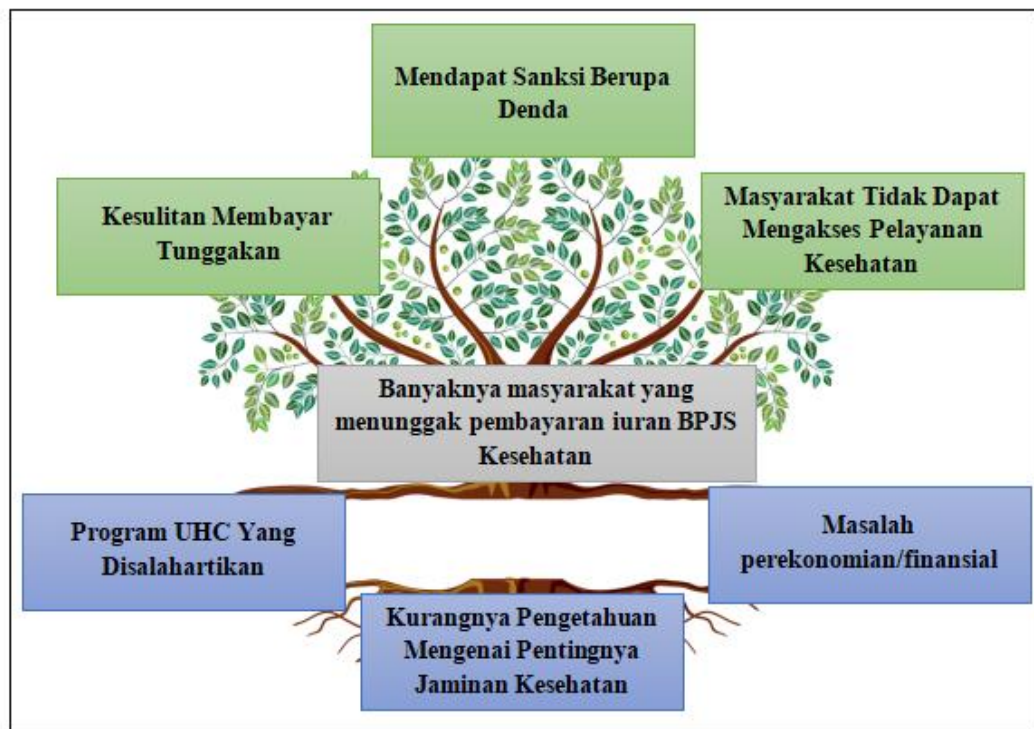 Mendapat Sanksi Berupa
Denda
Kesulitan Membayar
Tunggakan
Masyarakat Tidak Dapat
Mengakses Pelayanan
Kesehatan
Banyaknya masyarakat yang
menunggak pembayaran iuran BPJS
Kesehatan
Program UHC Yang
Disalahartikan
Masalah
perekonomian/finansial
Kurangnya Pengetahuan
Mengenai Pentingnya
Jaminan Kesehatan